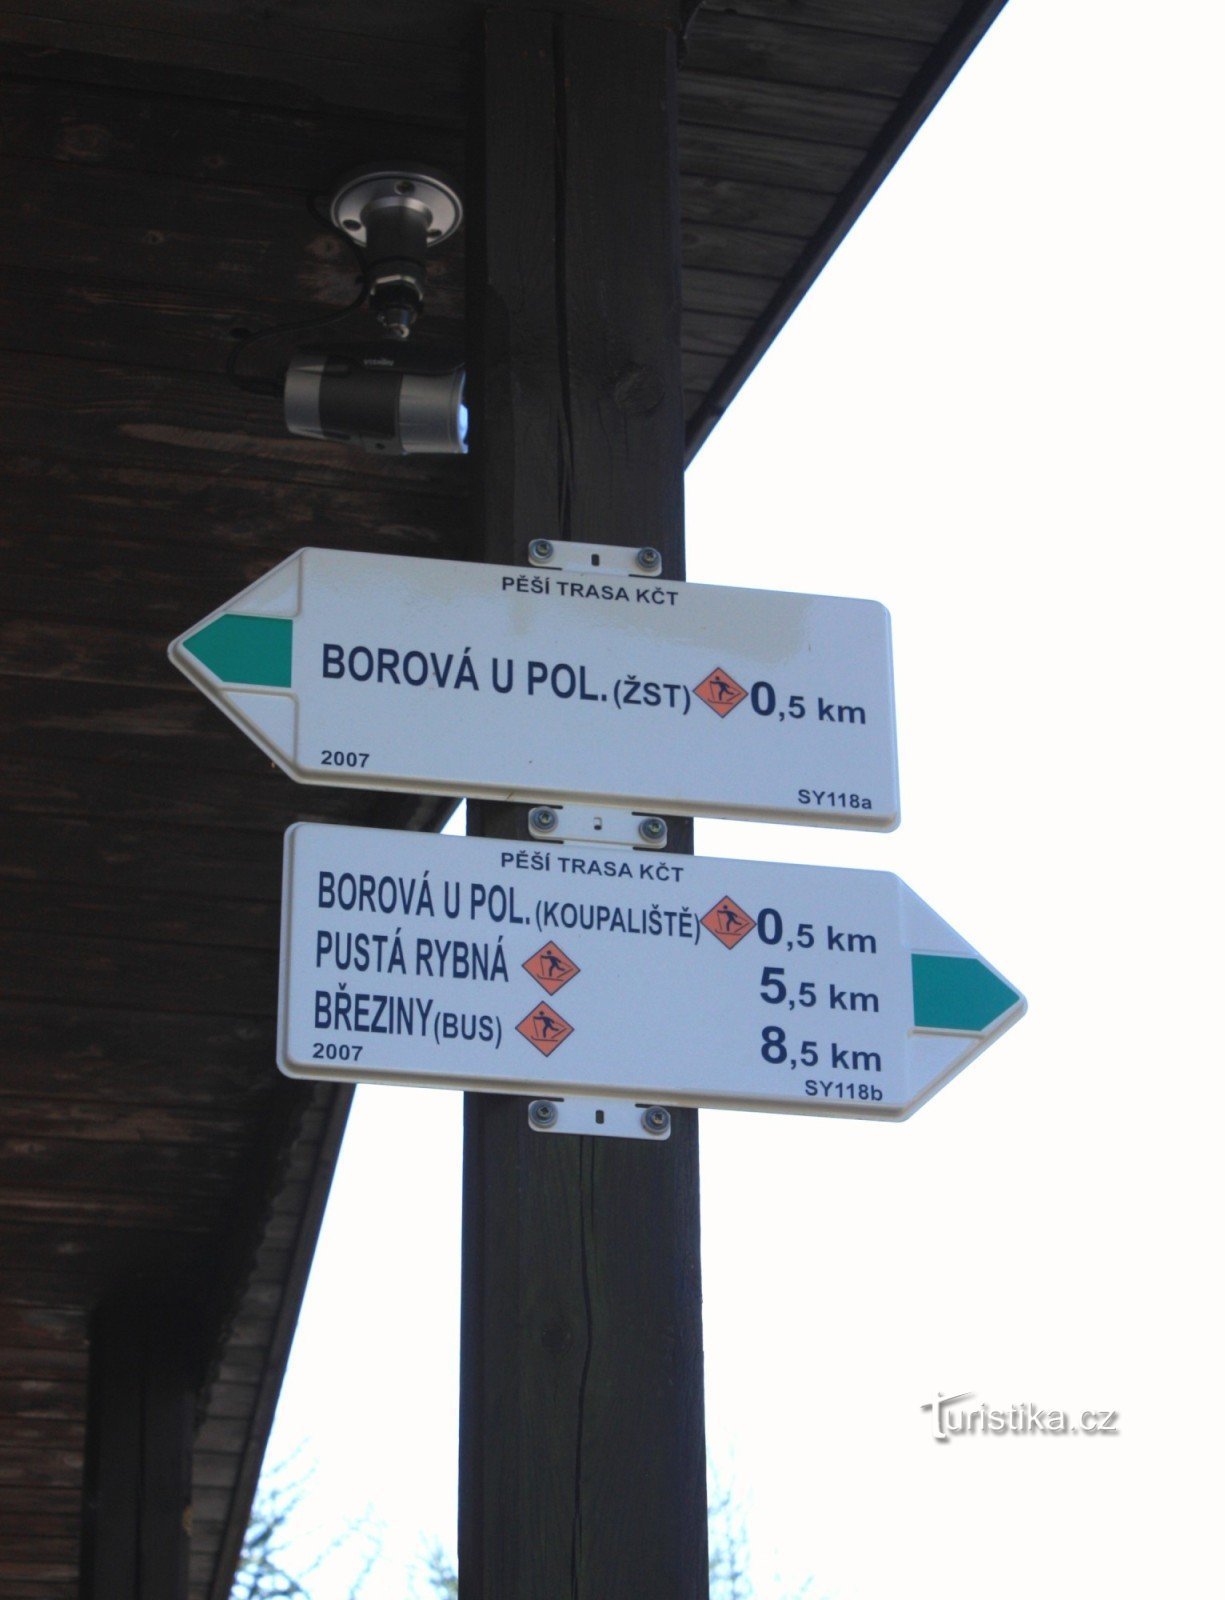 PĚŠÍ TRASA KČT
BOROVÁ U POL.(ŽST) 0,5 km
2007
SY118a
PĚŠÍ TRASA KČT
BOROVÁ U POL.(KOUPALIŠTĚ) 0,5 km
PUSTÁ RYBNÁ 5,5 km
BŘEZINY(BUS) 8,5 km
2007
SY118b
Turistika.cz